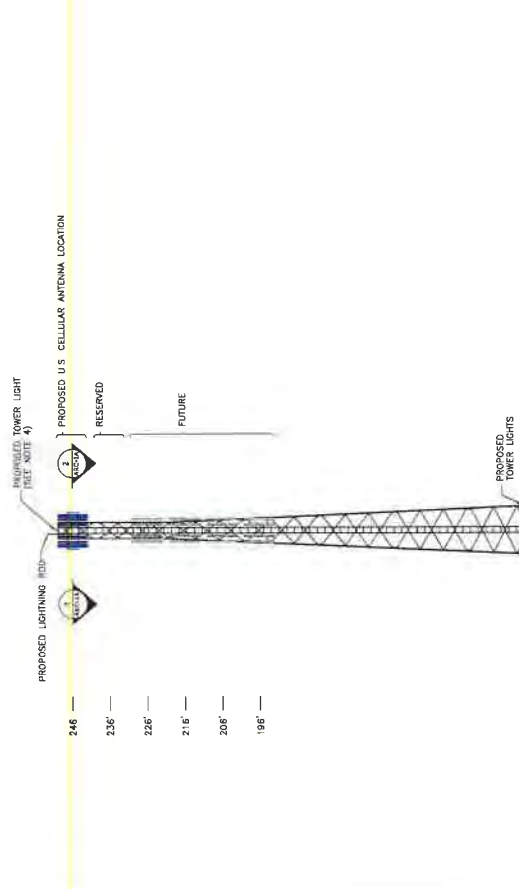 PROPOSED TOWER LIGHT
(SEE NOTE 4)
PROPOSED LIGHTNING ROD
PROPOSED U S CELLULAR ANTENNA LOCATION
2
RESERVED
FUTURE
246
236'
226'
216'
206'
196'
PROPOSED
TOWER LIGHTS